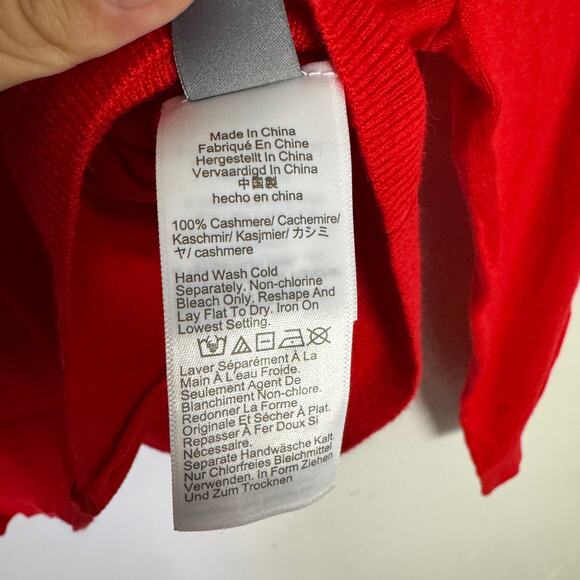 Made In China
Fabriqué En Chine
Hergestellt In China
Vervaardigd In China
中国製
hecho en china
100% Cashmere/ Cachemire/
Kaschmir/ Kasjmier/ カシミ
ヤ/ cashmere
Hand Wash Cold
Separately. Non-chlorine
Bleach Only. Reshape And
Lay Flat To Dry. Iron On
Lowest Setting.
Laver Séparément À La
Main À L'eau Froide.
Seulement Agent De
Blanchiment Non-chlore.
Redonner La Forme
Originale Et Sécher À Plat.
Repasser À Fer Doux Si
Nécessaire.
Separate Handwäsche Kalt.
Nur Chlorfreies Bleichmittel
Verwenden. In Form Ziehen
Und Zum Trocknen